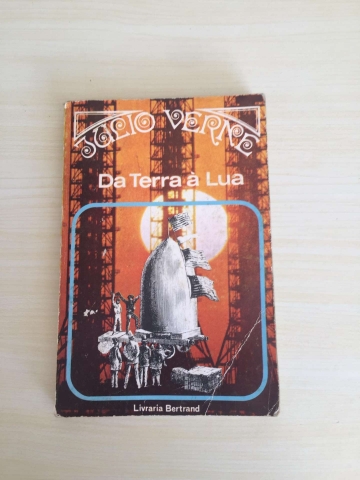 JÚLIO VERNE
Da Terra à Lua
Livraria Bertrand